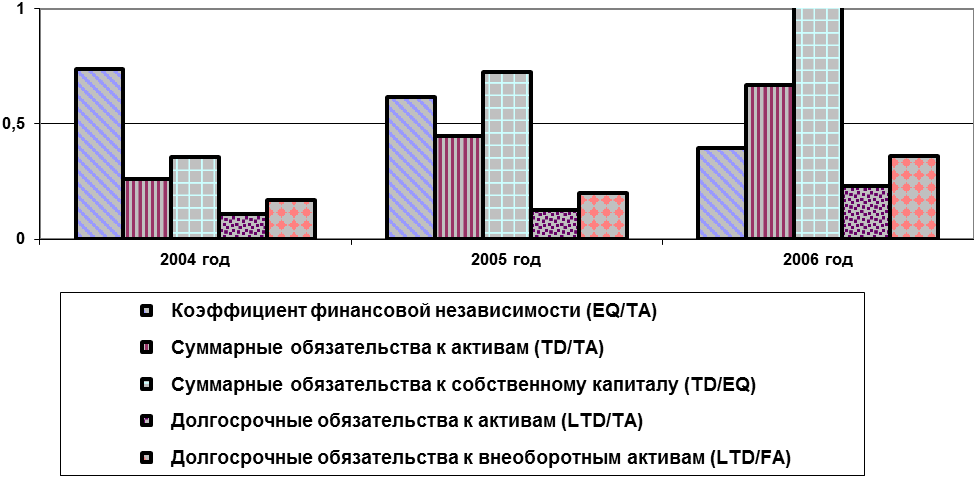 1
0,5
0
2004 год 2005 год 2006 год
Коэффициент финансовой независимости (EQ/TA)
Суммарные обязательства к активам (TD/TA)
Суммарные обязательства к собственному капиталу (TD/EQ)
Долгосрочные обязательства к активам (LTD/TA)
Долгосрочные обязательства к внеоборотным активам (LTD/FA)